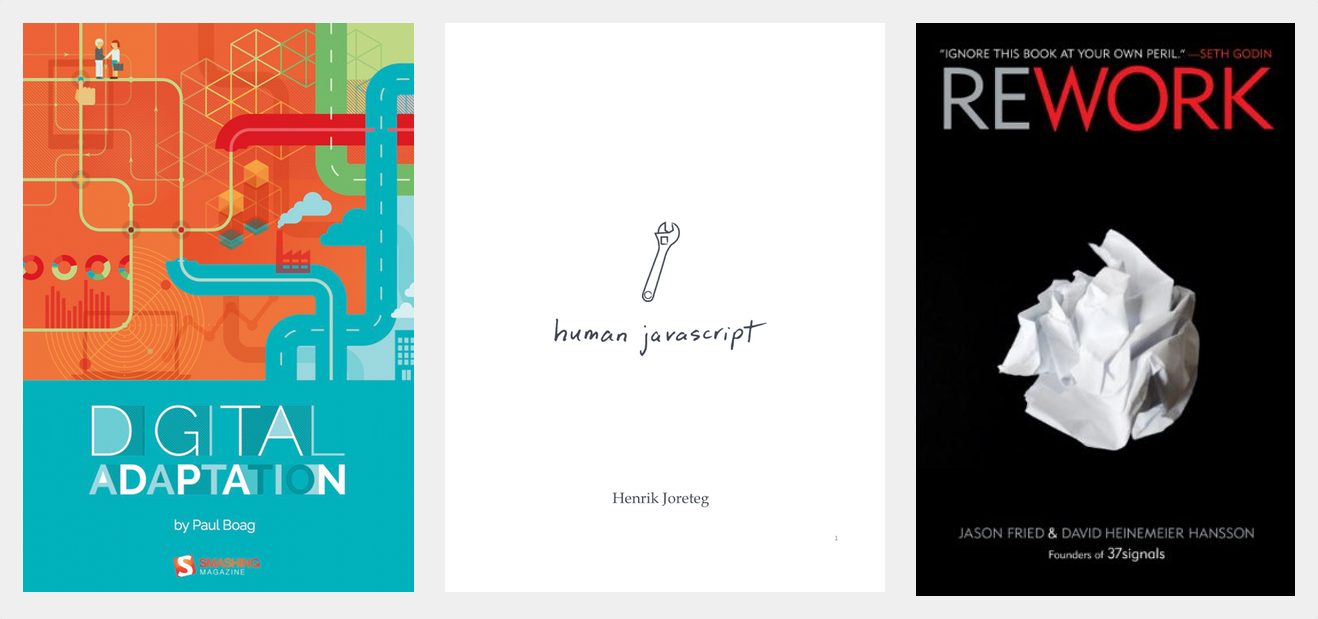 DIGITAL
ADAPTATION
by Paul Boag
SMASHING
MAGAZINE
human javascript
Henrik Joreteg
1
“IGNORE THIS BOOK AT YOUR OWN PERIL.” —SETH GODIN
REWORK
JASON FRIED & DAVID HEINEMEIER HANSSON
Founders of 37signals